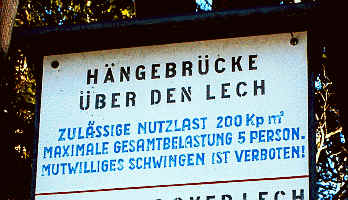 HÄNGEBRÜCKE
ÜBER DEN LECH
ZULÄSSIGE NUTZLAST 200 Kp m²
MAXIMALE GESAMTBELASTUNG 5 PERSON.
MUTWILLIGES SCHWINGEN IST VERBOTEN!
LECH